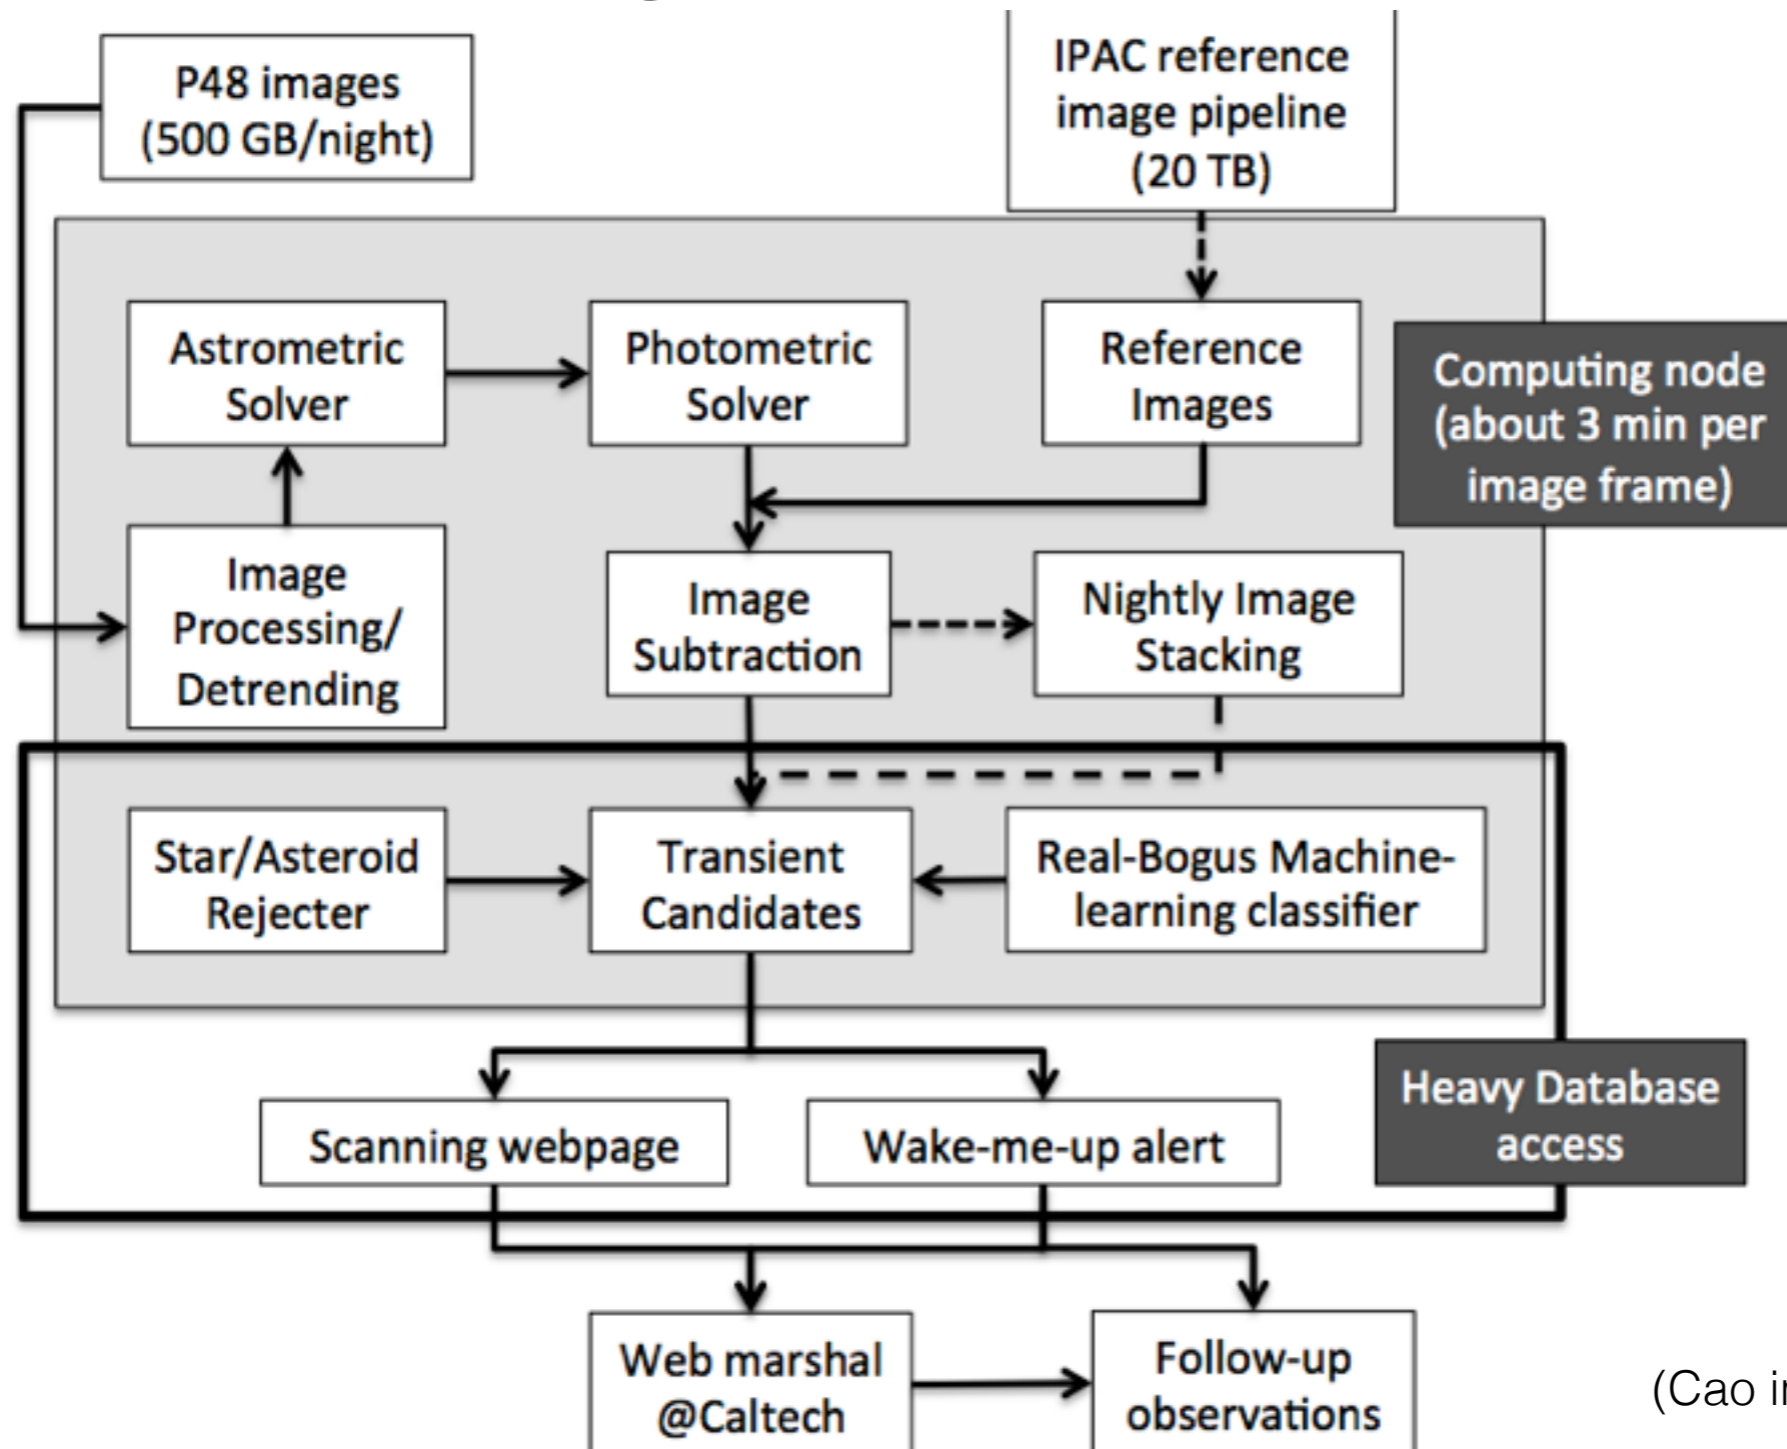 P48 images
(500 GB/night)
IPAC reference
image pipeline
(20 TB)
Astrometric
Solver
Photometric
Solver
Reference
Images
Computing node
(about 3 min per
image frame)
Image
Processing/
Detrending
Image
Subtraction
Nightly Image
Stacking
Star/Asteroid
Rejecter
Transient
Candidates
Real-Bogus Machine-
learning classifier
Scanning webpage
Wake-me-up alert
Heavy Database
access
Web marshal
@Caltech
Follow-up
observations
(Cao